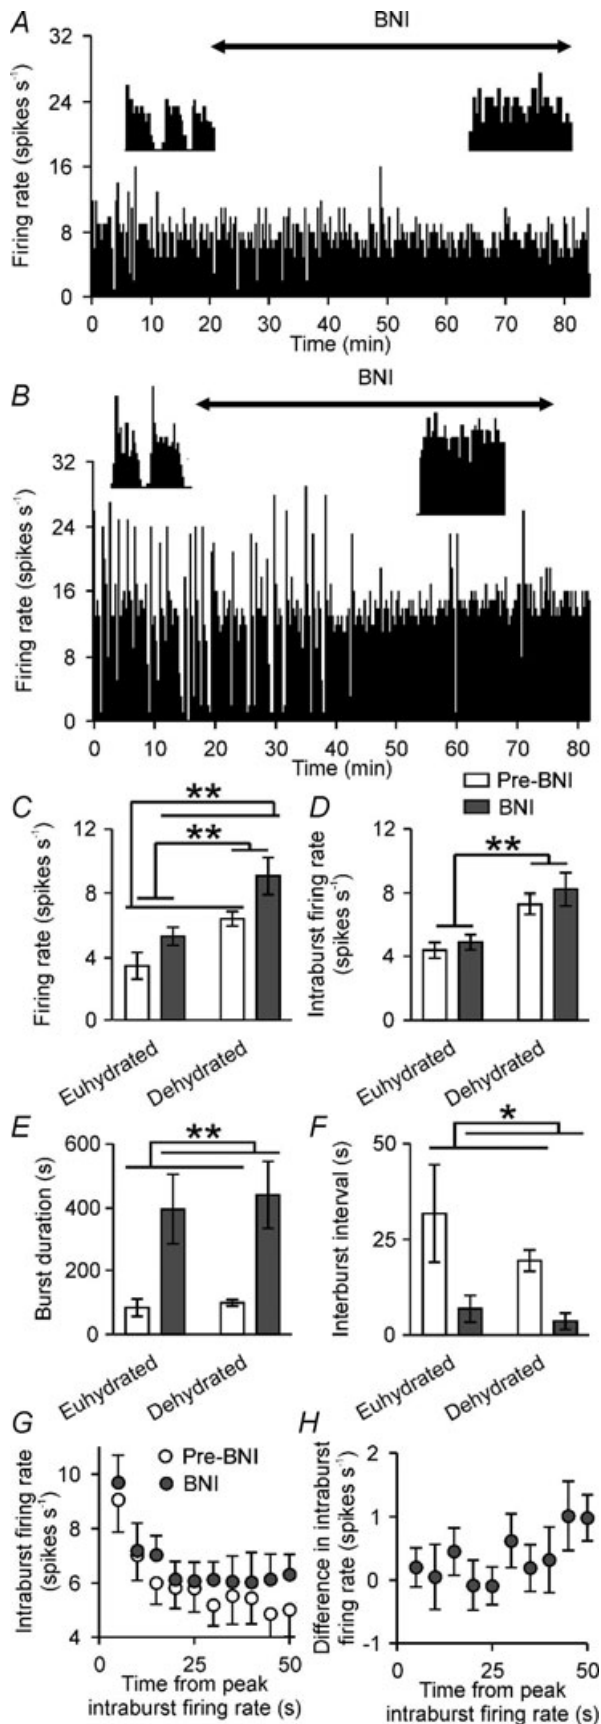 A
BNI
32
24
16
8
0
Firing rate (spikes s-1)
0 10 20 30 40 50 60 70 80
Time (min)
B
BNI
32
24
16
8
0
Firing rate (spikes s-1)
0 10 20 30 40 50 60 70 80
Time (min)
Pre-BNI
BNI
C
**
**
12
8
4
0
Firing rate (spikes s-1)
Euhydrated
Dehydrated
D
**
12
8
4
0
Intraburst firing rate
(spikes s-1)
Euhydrated
Dehydrated
E
**
600
400
200
0
Burst duration (s)
Euhydrated
Dehydrated
F
*
50
25
0
Interburst interval (s)
Euhydrated
Dehydrated
G
Pre-BNI
BNI
10
8
6
4
Intraburst firing rate
(spikes s-1)
0 25 50
Time from peak
intraburst firing rate (s)
H
2
1
0
-1
Difference in intraburst
firing rate (spikes s-1)
0 25 50
Time from peak
intraburst firing rate (s)